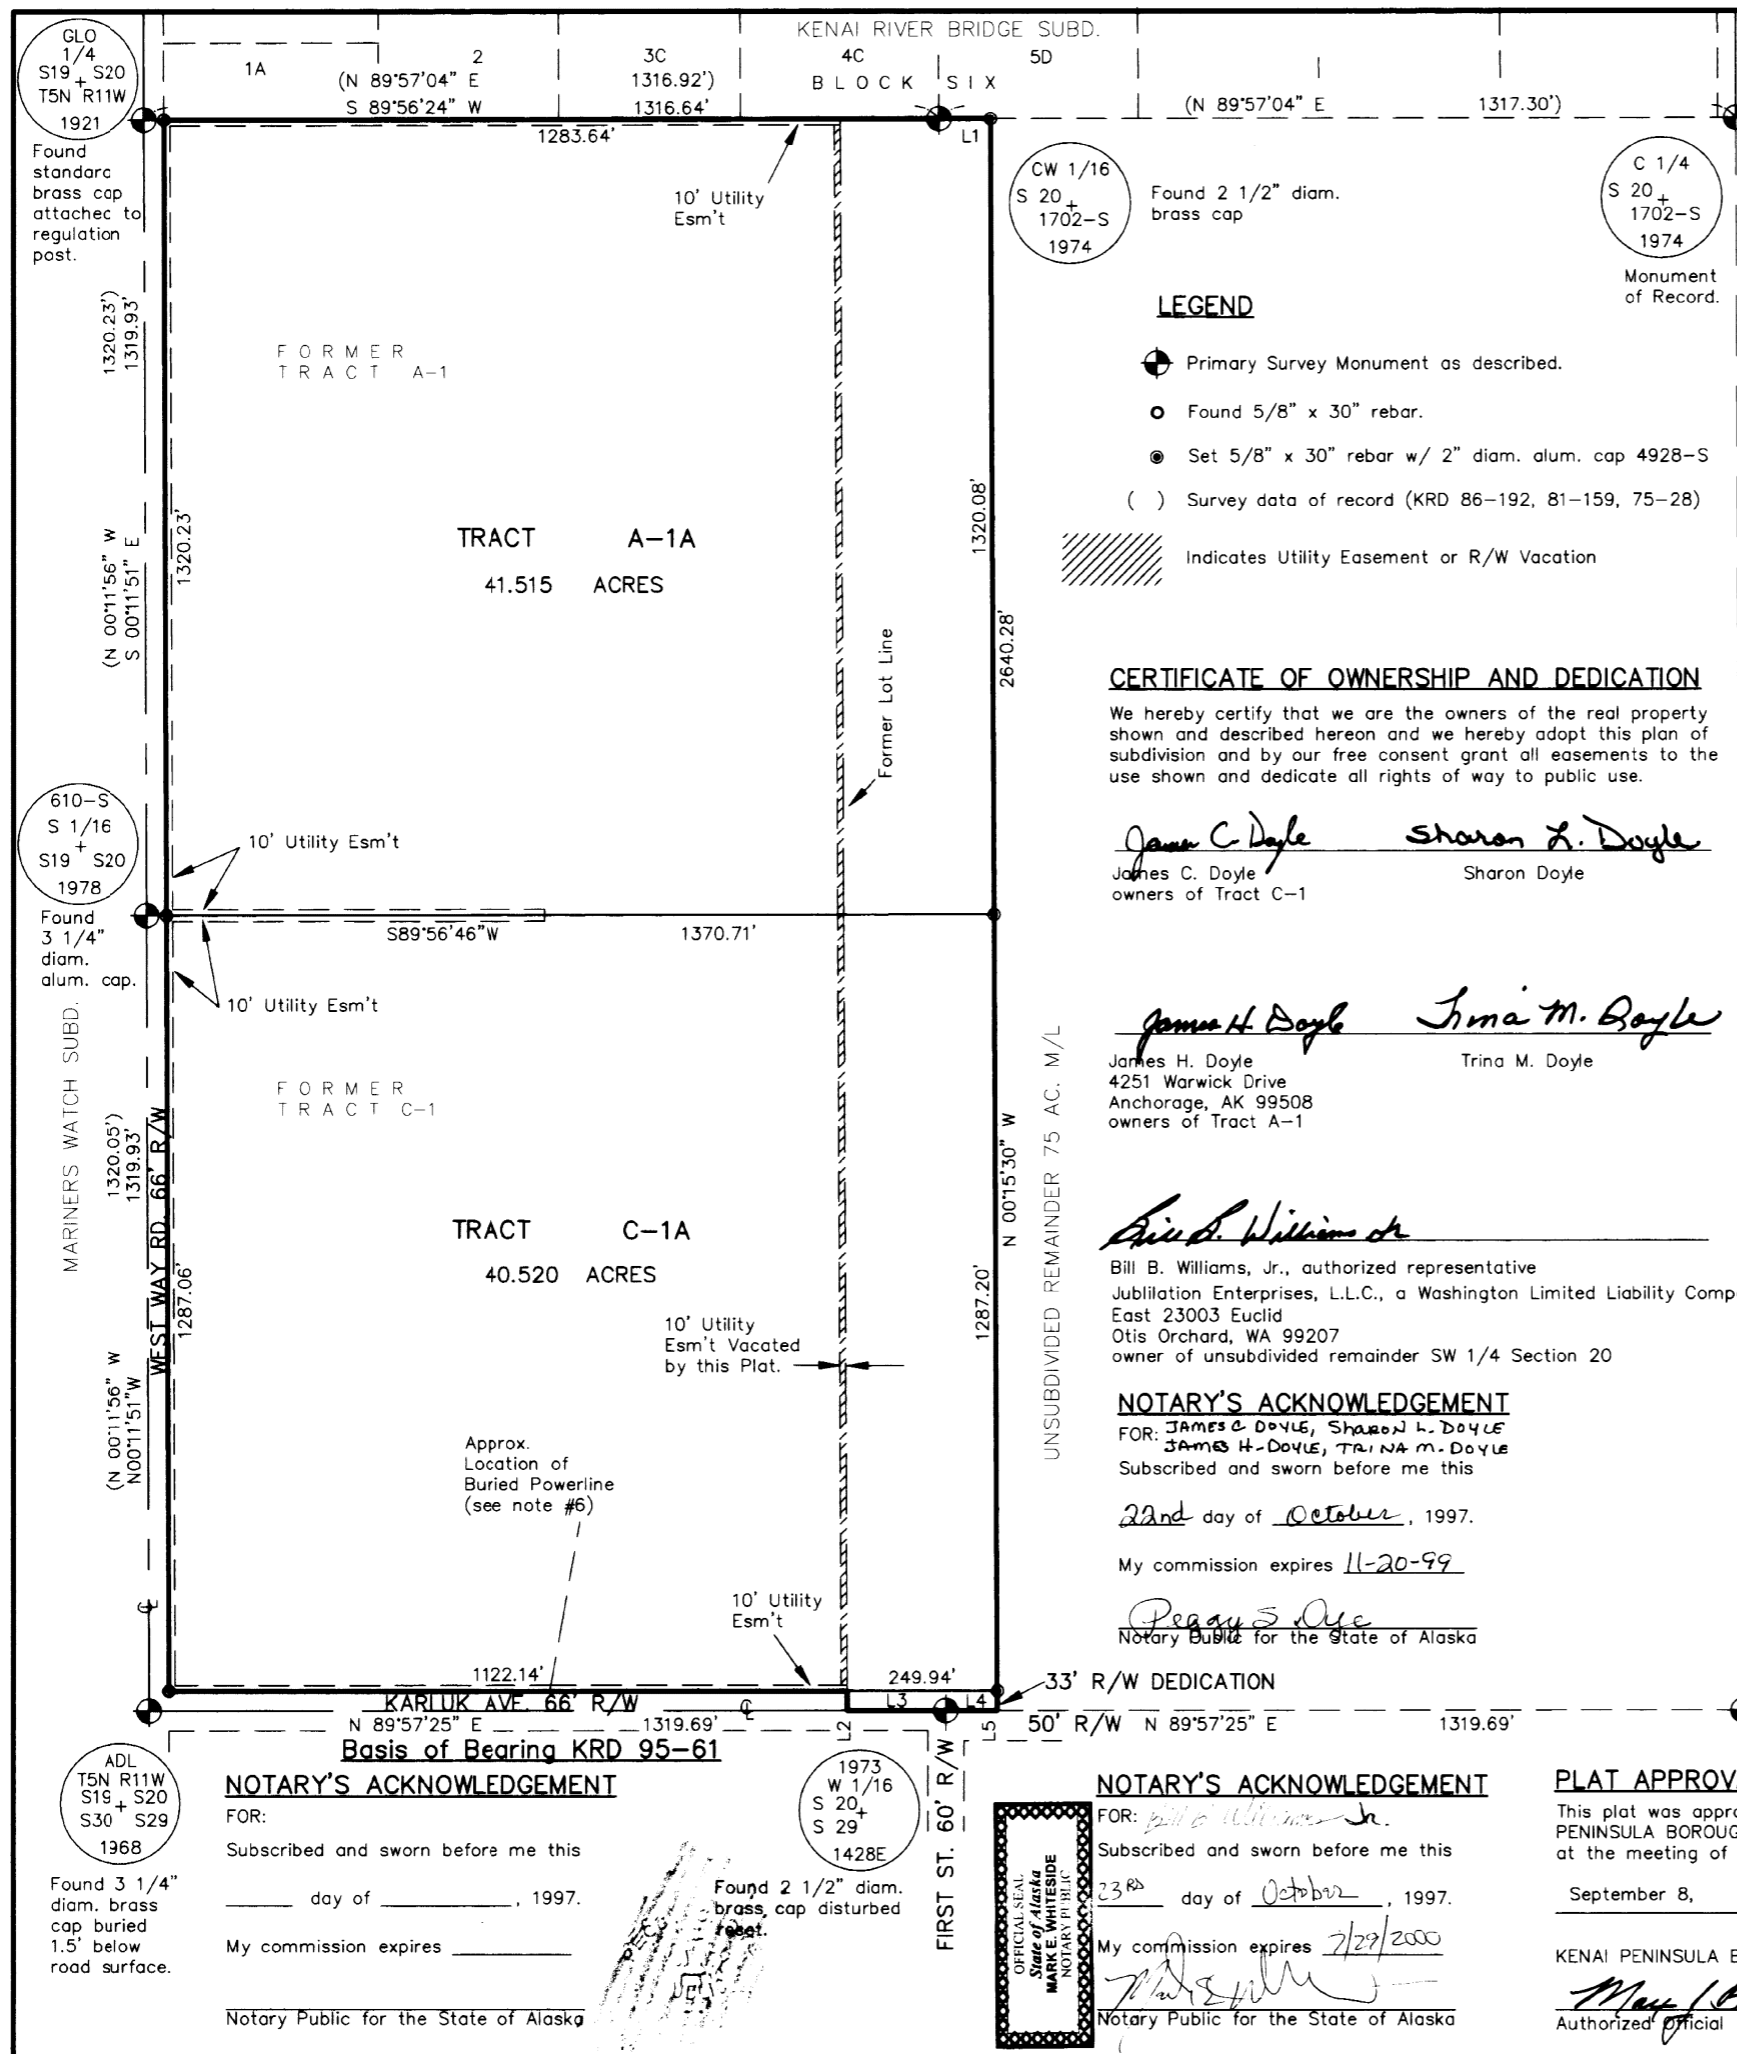 KENAI RIVER BRIDGE SUBD.
1A
2
3C
4C
5D
BLOCK SIX
(N 89°57'04" E 1316.92')
S 89°56'24" W 1316.64'
(N 89°57'04" E 1317.30')
1283.64'
L1
GLO
1/4
S19 + S20
T5N R11W
1921
Found
standard
brass cap
attached to
regulation
post.
10' Utility
Esm't
CW 1/16
S 20 +
1702-S
1974
Found 2 1/2" diam.
brass cap
C 1/4
S 20 +
1702-S
1974
Monument
of Record.
LEGEND
Primary Survey Monument as described.
Found 5/8" x 30" rebar.
Set 5/8" x 30" rebar w/ 2" diam. alum. cap 4928-S
( ) Survey data of record (KRD 86-192, 81-159, 75-28)
Indicates Utility Easement or R/W Vacation
1320.23')
1319.93'
(N 00°11'56" W
S 00°11'51" E
1320.23'
FORMER
TRACT A-1
TRACT A-1A
41.515 ACRES
1320.08'
2640.28'
Former Lot Line
CERTIFICATE OF OWNERSHIP AND DEDICATION
We hereby certify that we are the owners of the real property
shown and described hereon and we hereby adopt this plan of
subdivision and by our free consent grant all easements to the
use shown and dedicate all rights of way to public use.
James C Doyle Sharon L. Doyle
James C. Doyle Sharon Doyle
owners of Tract C-1
610-S
S 1/16
+
S19 S20
1978
Found
3 1/4"
diam.
alum. cap.
10' Utility Esm't
S89°56'46"W 1370.71'
10' Utility Esm't
James H Doyle Trina M. Doyle
James H. Doyle Trina M. Doyle
4251 Warwick Drive
Anchorage, AK 99508
owners of Tract A-1
MARINERS WATCH SUBD.
1320.05')
1319.93'
(N 00°11'56" W
N00°11'51"W
WEST WAY RD. 66' R/W
1287.06'
FORMER
TRACT C-1
TRACT C-1A
40.520 ACRES
N 00°15'30" W
1287.20'
UNSUBDIVIDED REMAINDER 75 AC. M/L
10' Utility
Esm't Vacated
by this Plat.
Bill B. Williams Jr
Bill B. Williams, Jr., authorized representative
Jublilation Enterprises, L.L.C., a Washington Limited Liability Comp
East 23003 Euclid
Otis Orchard, WA 99207
owner of unsubdivided remainder SW 1/4 Section 20
NOTARY'S ACKNOWLEDGEMENT
FOR: JAMES C DOYLE, SHARON L. DOYLE
JAMES H. DOYLE, TRINA M. DOYLE
Subscribed and sworn before me this
22nd day of October, 1997.
My commission expires 11-20-99
Peggy S. Dye
Notary Public for the State of Alaska
Approx.
Location of
Buried Powerline
(see note #6)
10' Utility
Esm't
1122.14'
249.94'
33' R/W DEDICATION
KARLUK AVE. 66' R/W
L3
L4
L2
L5
N 89°57'25" E 1319.69'
50' R/W N 89°57'25" E 1319.69'
Basis of Bearing KRD 95-61
ADL
T5N R11W
S19 + S20
S30 S29
1968
Found 3 1/4"
diam. brass
cap buried
1.5' below
road surface.
NOTARY'S ACKNOWLEDGEMENT
FOR:
Subscribed and sworn before me this
____ day of ________, 1997.
My commission expires ________
Notary Public for the State of Alaska
1973
W 1/16
S 20 +
S 29
1428E
Found 2 1/2" diam.
brass cap disturbed
reset.
FIRST ST. 60' R/W
OFFICIAL SEAL
State of Alaska
MARK E. WHITESIDE
NOTARY PUBLIC
NOTARY'S ACKNOWLEDGEMENT
FOR: Bill B Williams Jr.
Subscribed and sworn before me this
23RD day of October, 1997.
My commission expires 7/29/2000
Notary Public for the State of Alaska
PLAT APPROVA
This plat was appro
PENINSULA BOROUG
at the meeting of
September 8,
KENAI PENINSULA B
Authorized Official